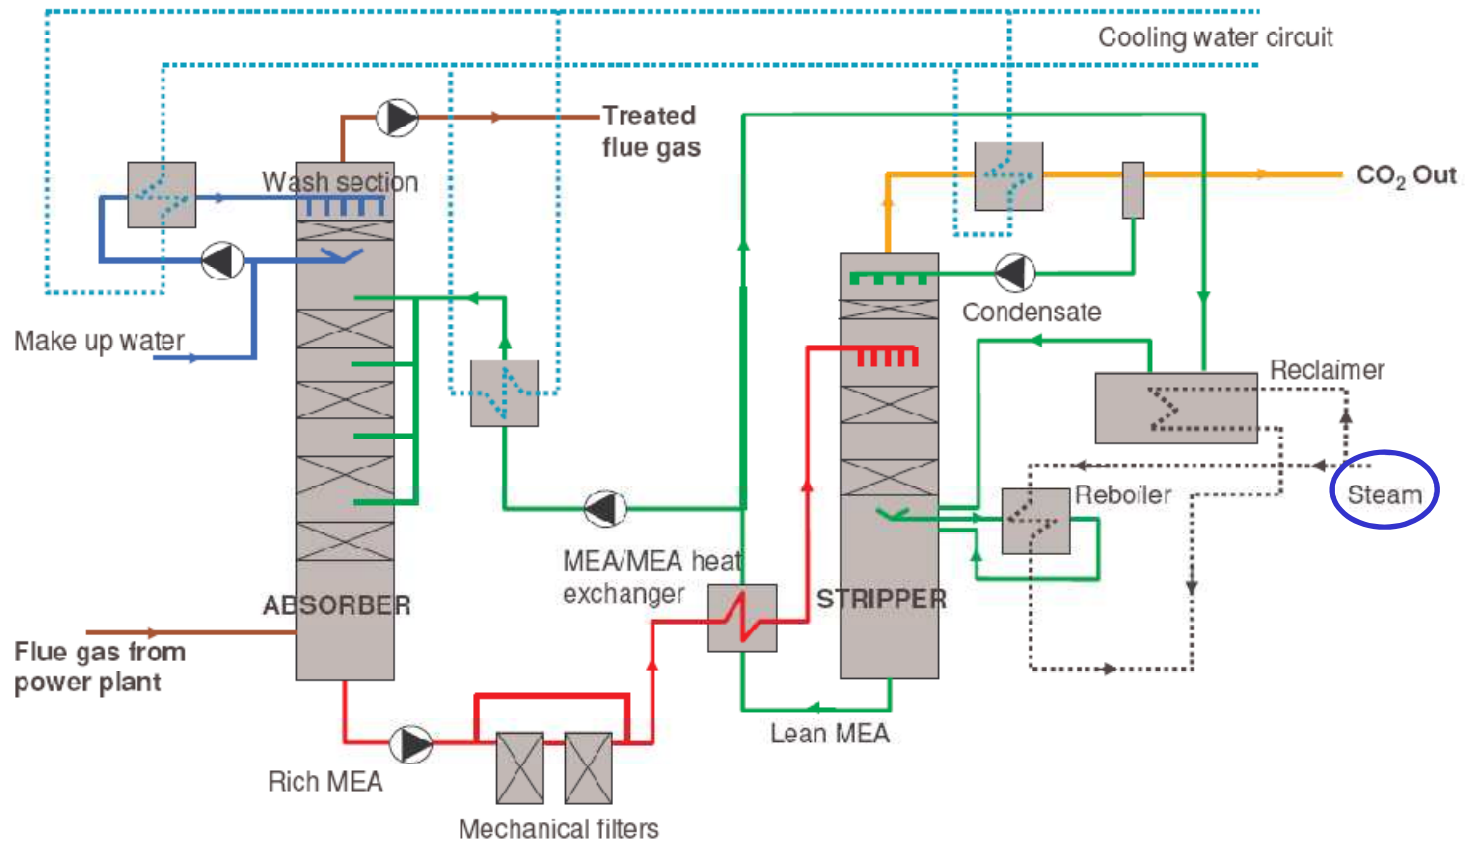 Cooling water circuit
Treated
flue gas
Wash section
CO₂ Out
Make up water
Condensate
Reclaimer
Reboiler
Steam
MEA/MEA heat
exchanger
ABSORBER
STRIPPER
Flue gas from
power plant
Lean MEA
Rich MEA
Mechanical filters